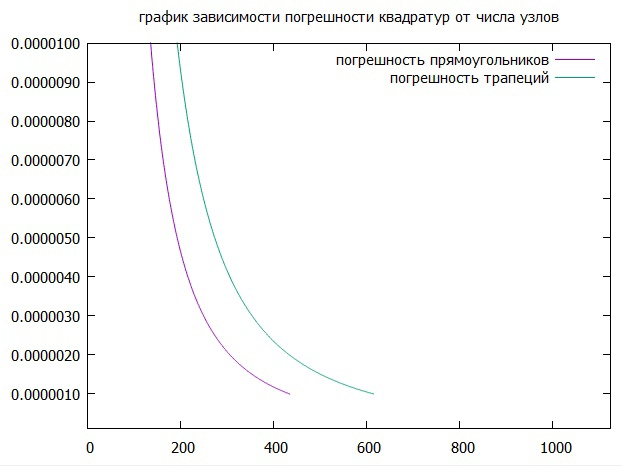 график зависимости погрешности квадратур от числа узлов
погрешность прямоугольников
погрешность трапеций
0.0000100
0.0000090
0.0000080
0.0000070
0.0000060
0.0000050
0.0000040
0.0000030
0.0000020
0.0000010
0 200 400 600 800 1000